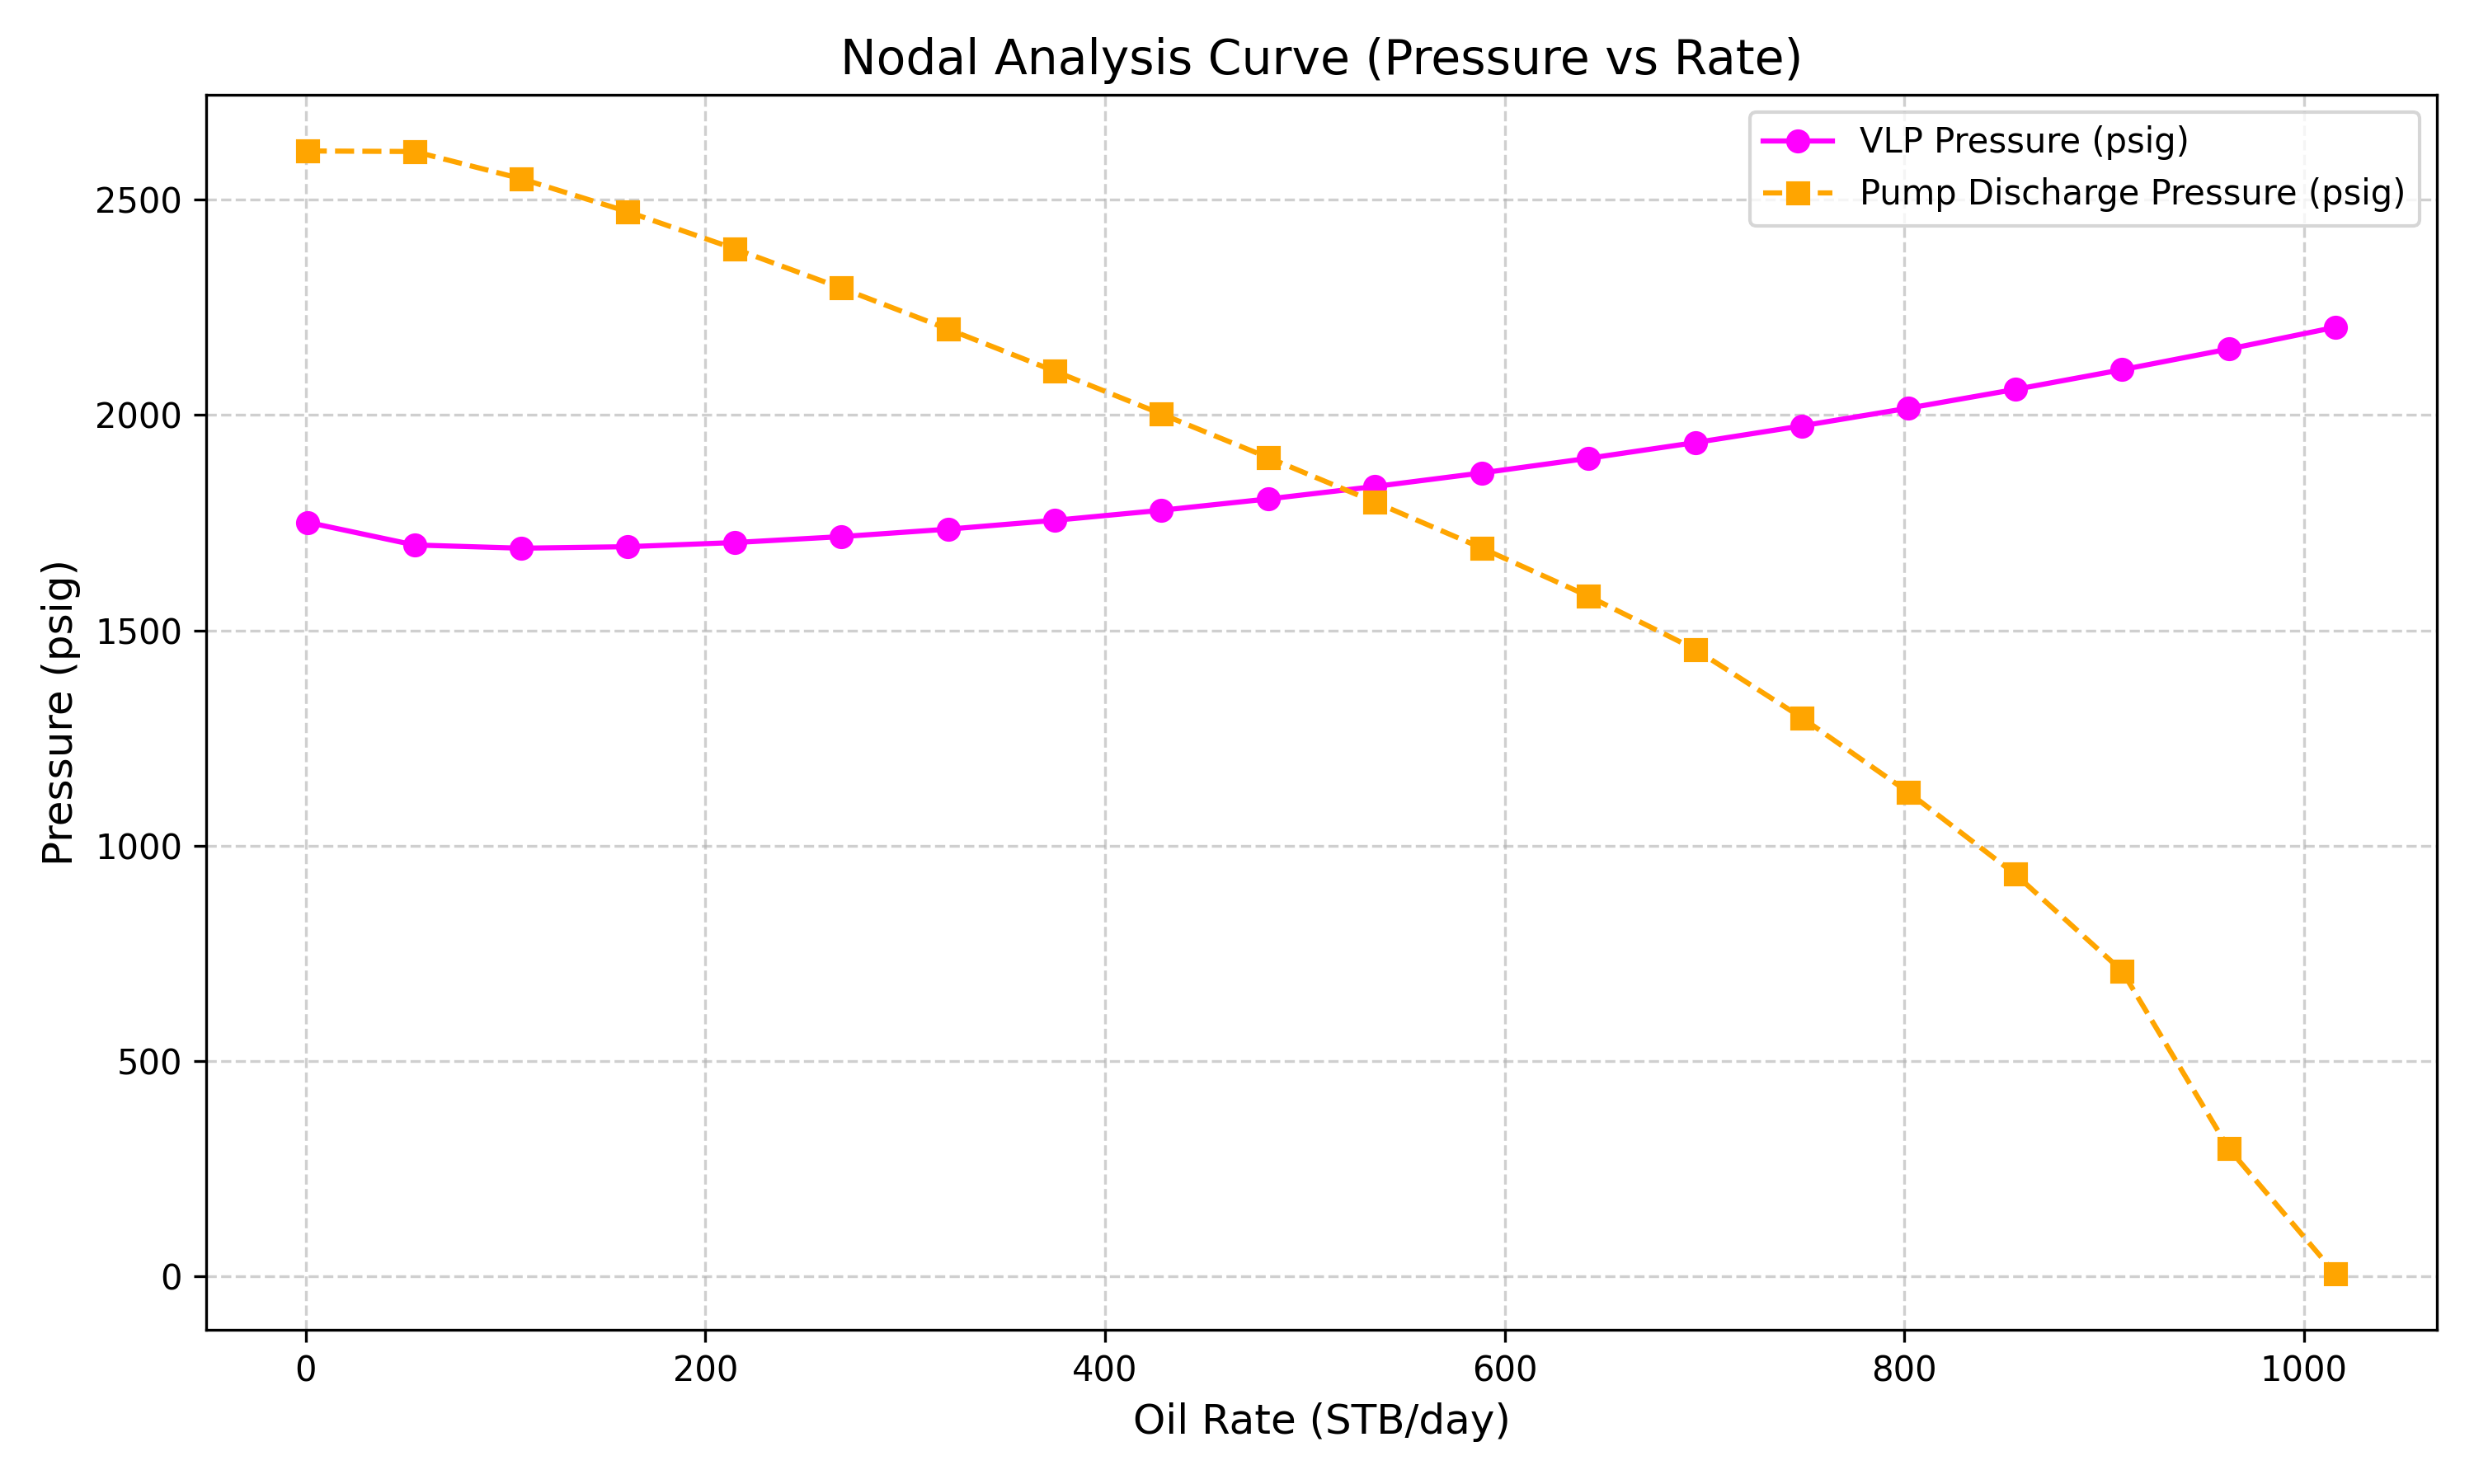 Nodal Analysis Curve (Pressure vs Rate)
VLP Pressure (psig)
Pump Discharge Pressure (psig)
Pressure (psig)
2500
2000
1500
1000
500
0
0 200 400 600 800 1000
Oil Rate (STB/day)